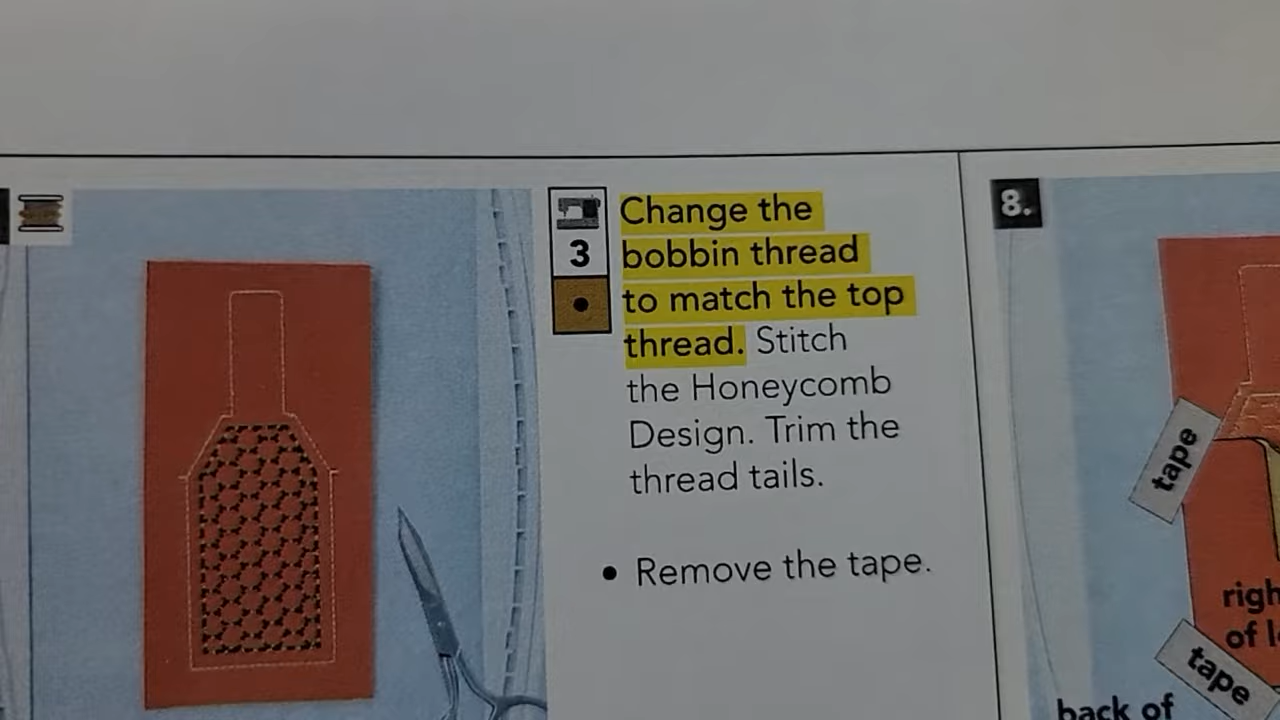 3
Change the
bobbin thread
to match the top
thread. Stitch
the Honeycomb
Design. Trim the
thread tails.
• Remove the tape.
8.
tape
of
tape
back of